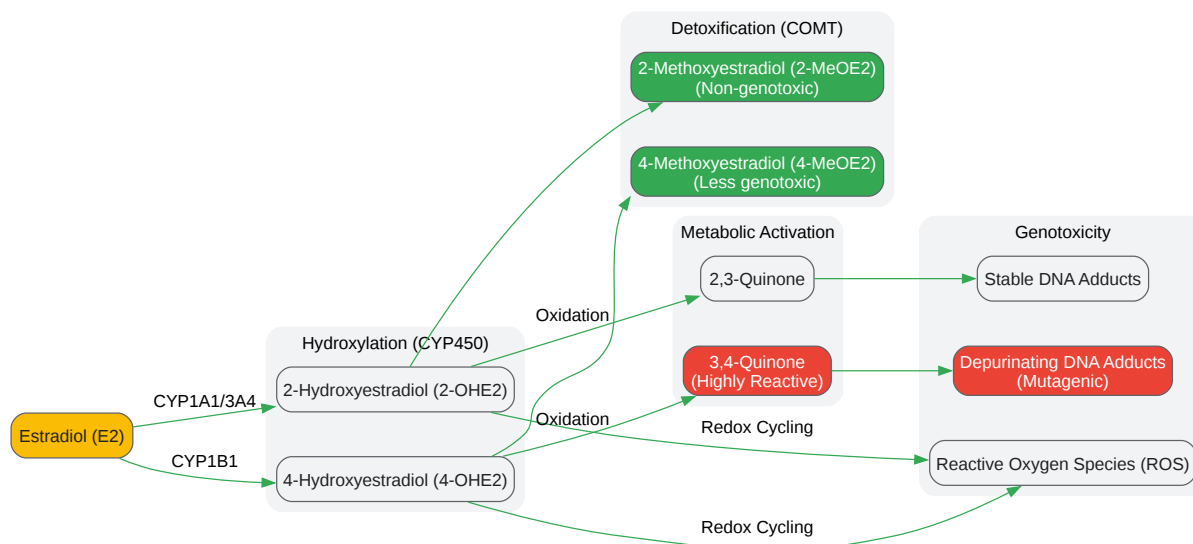 Detoxification (COMT)
2-Methoxyestradiol (2-MeOE2)
(Non-genotoxic)
4-Methoxyestradiol (4-MeOE2)
(Less genotoxic)
Metabolic Activation
Genotoxicity
2,3-Quinone
Stable DNA Adducts
Oxidation
Hydroxylation (CYP450)
3,4-Quinone
(Highly Reactive)
Depurinating DNA Adducts
(Mutagenic)
2-Hydroxyestradiol (2-OHE2)
CYP1A1/3A4
Oxidation
Redox Cycling
Estradiol (E2)
CYP1B1
4-Hydroxyestradiol (4-OHE2)
Reactive Oxygen Species (ROS)
Redox Cycling